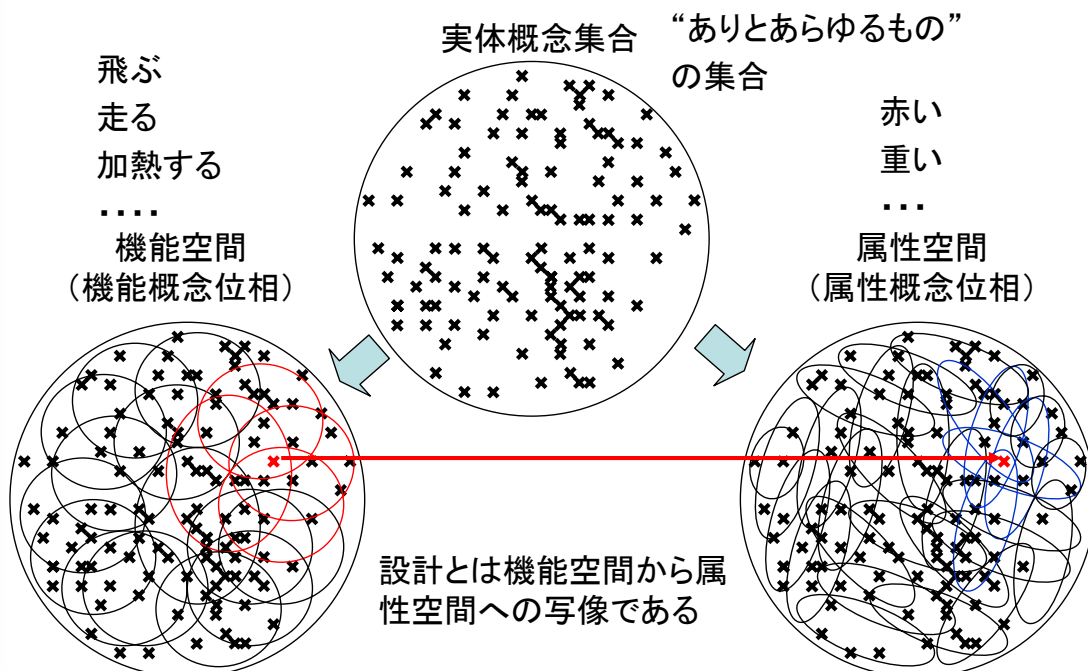 実体概念集合
“ありとあらゆるもの”
の集合
飛ぶ
走る
加熱する
・・・・
機能空間
（機能概念位相）
赤い
重い
・・・
属性空間
（属性概念位相）
設計とは機能空間から属
性空間への写像である